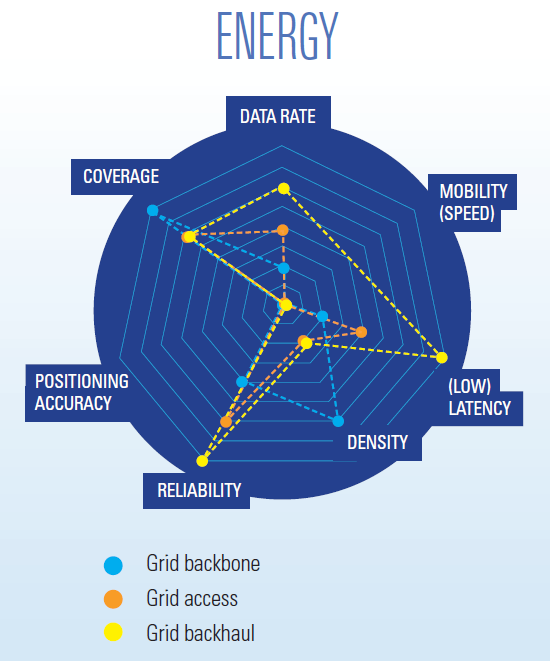 ENERGY
DATA RATE
COVERAGE
MOBILITY
(SPEED)
POSITIONING
ACCURACY
(LOW)
LATENCY
DENSITY
RELIABILITY
Grid backbone
Grid access
Grid backhaul